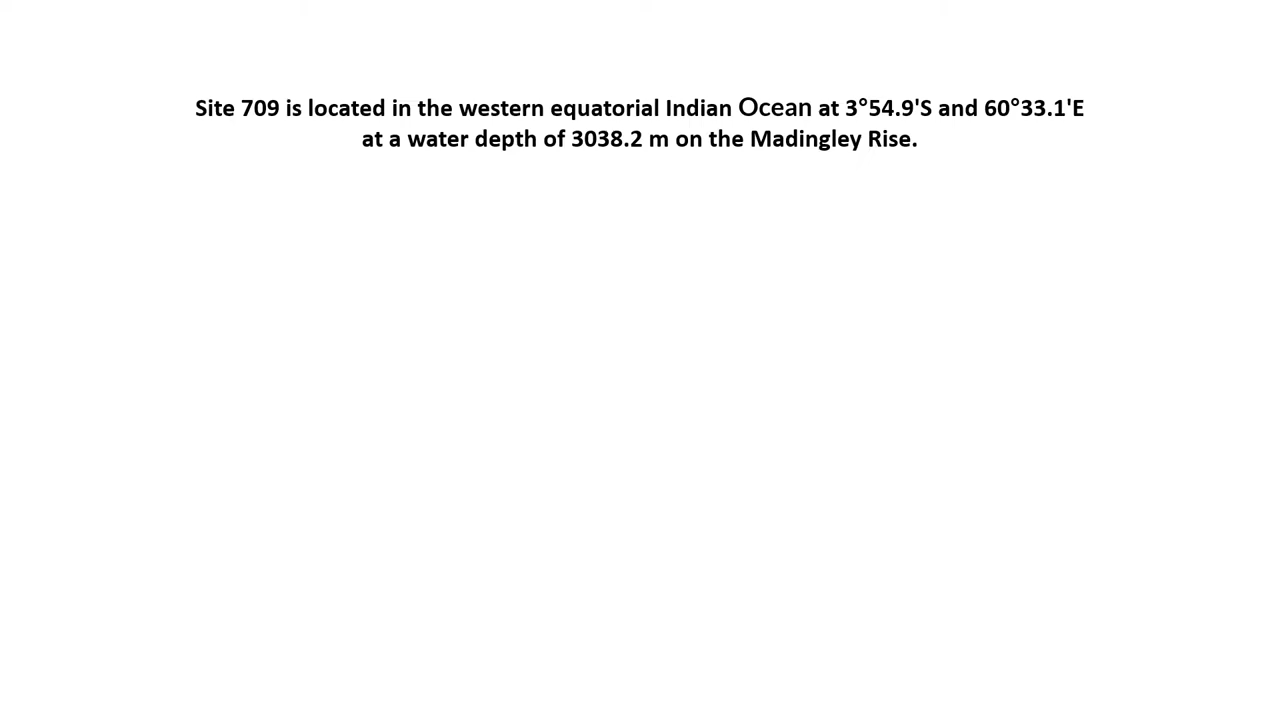 Site 709 is located in the western equatorial Indian Ocean at 3°54.9'S and 60°33.1'E
at a water depth of 3038.2 m on the Madingley Rise.